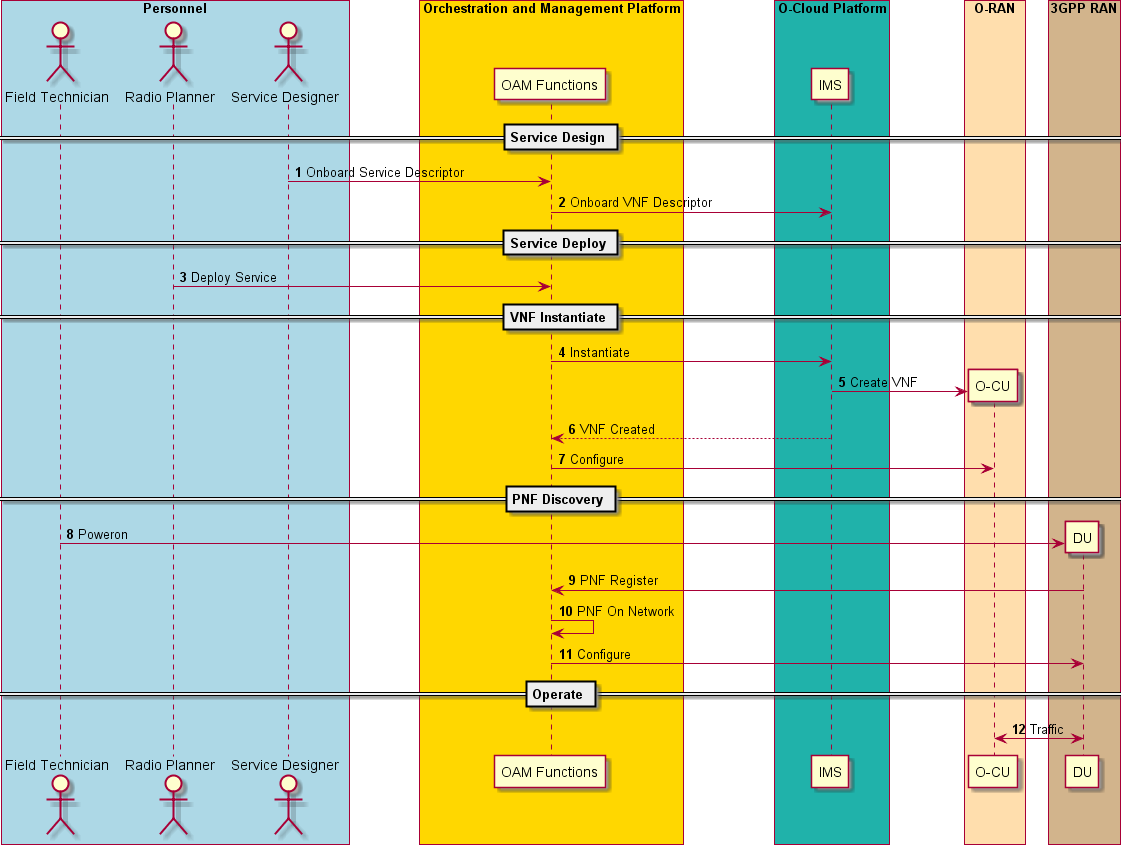 Personnel
Orchestration and Management Platform
O-Cloud Platform
O-RAN
3GPP RAN
Field Technician
Radio Planner
Service Designer
OAM Functions
IMS
Service Design
1 Onboard Service Descriptor
2 Onboard VNF Descriptor
Service Deploy
3 Deploy Service
VNF Instantiate
4 Instantiate
5 Create VNF
O-CU
6 VNF Created
7 Configure
PNF Discovery
8 Poweron
DU
9 PNF Register
10 PNF On Network
11 Configure
Operate
12 Traffic
Field Technician
Radio Planner
Service Designer
OAM Functions
IMS
O-CU
DU